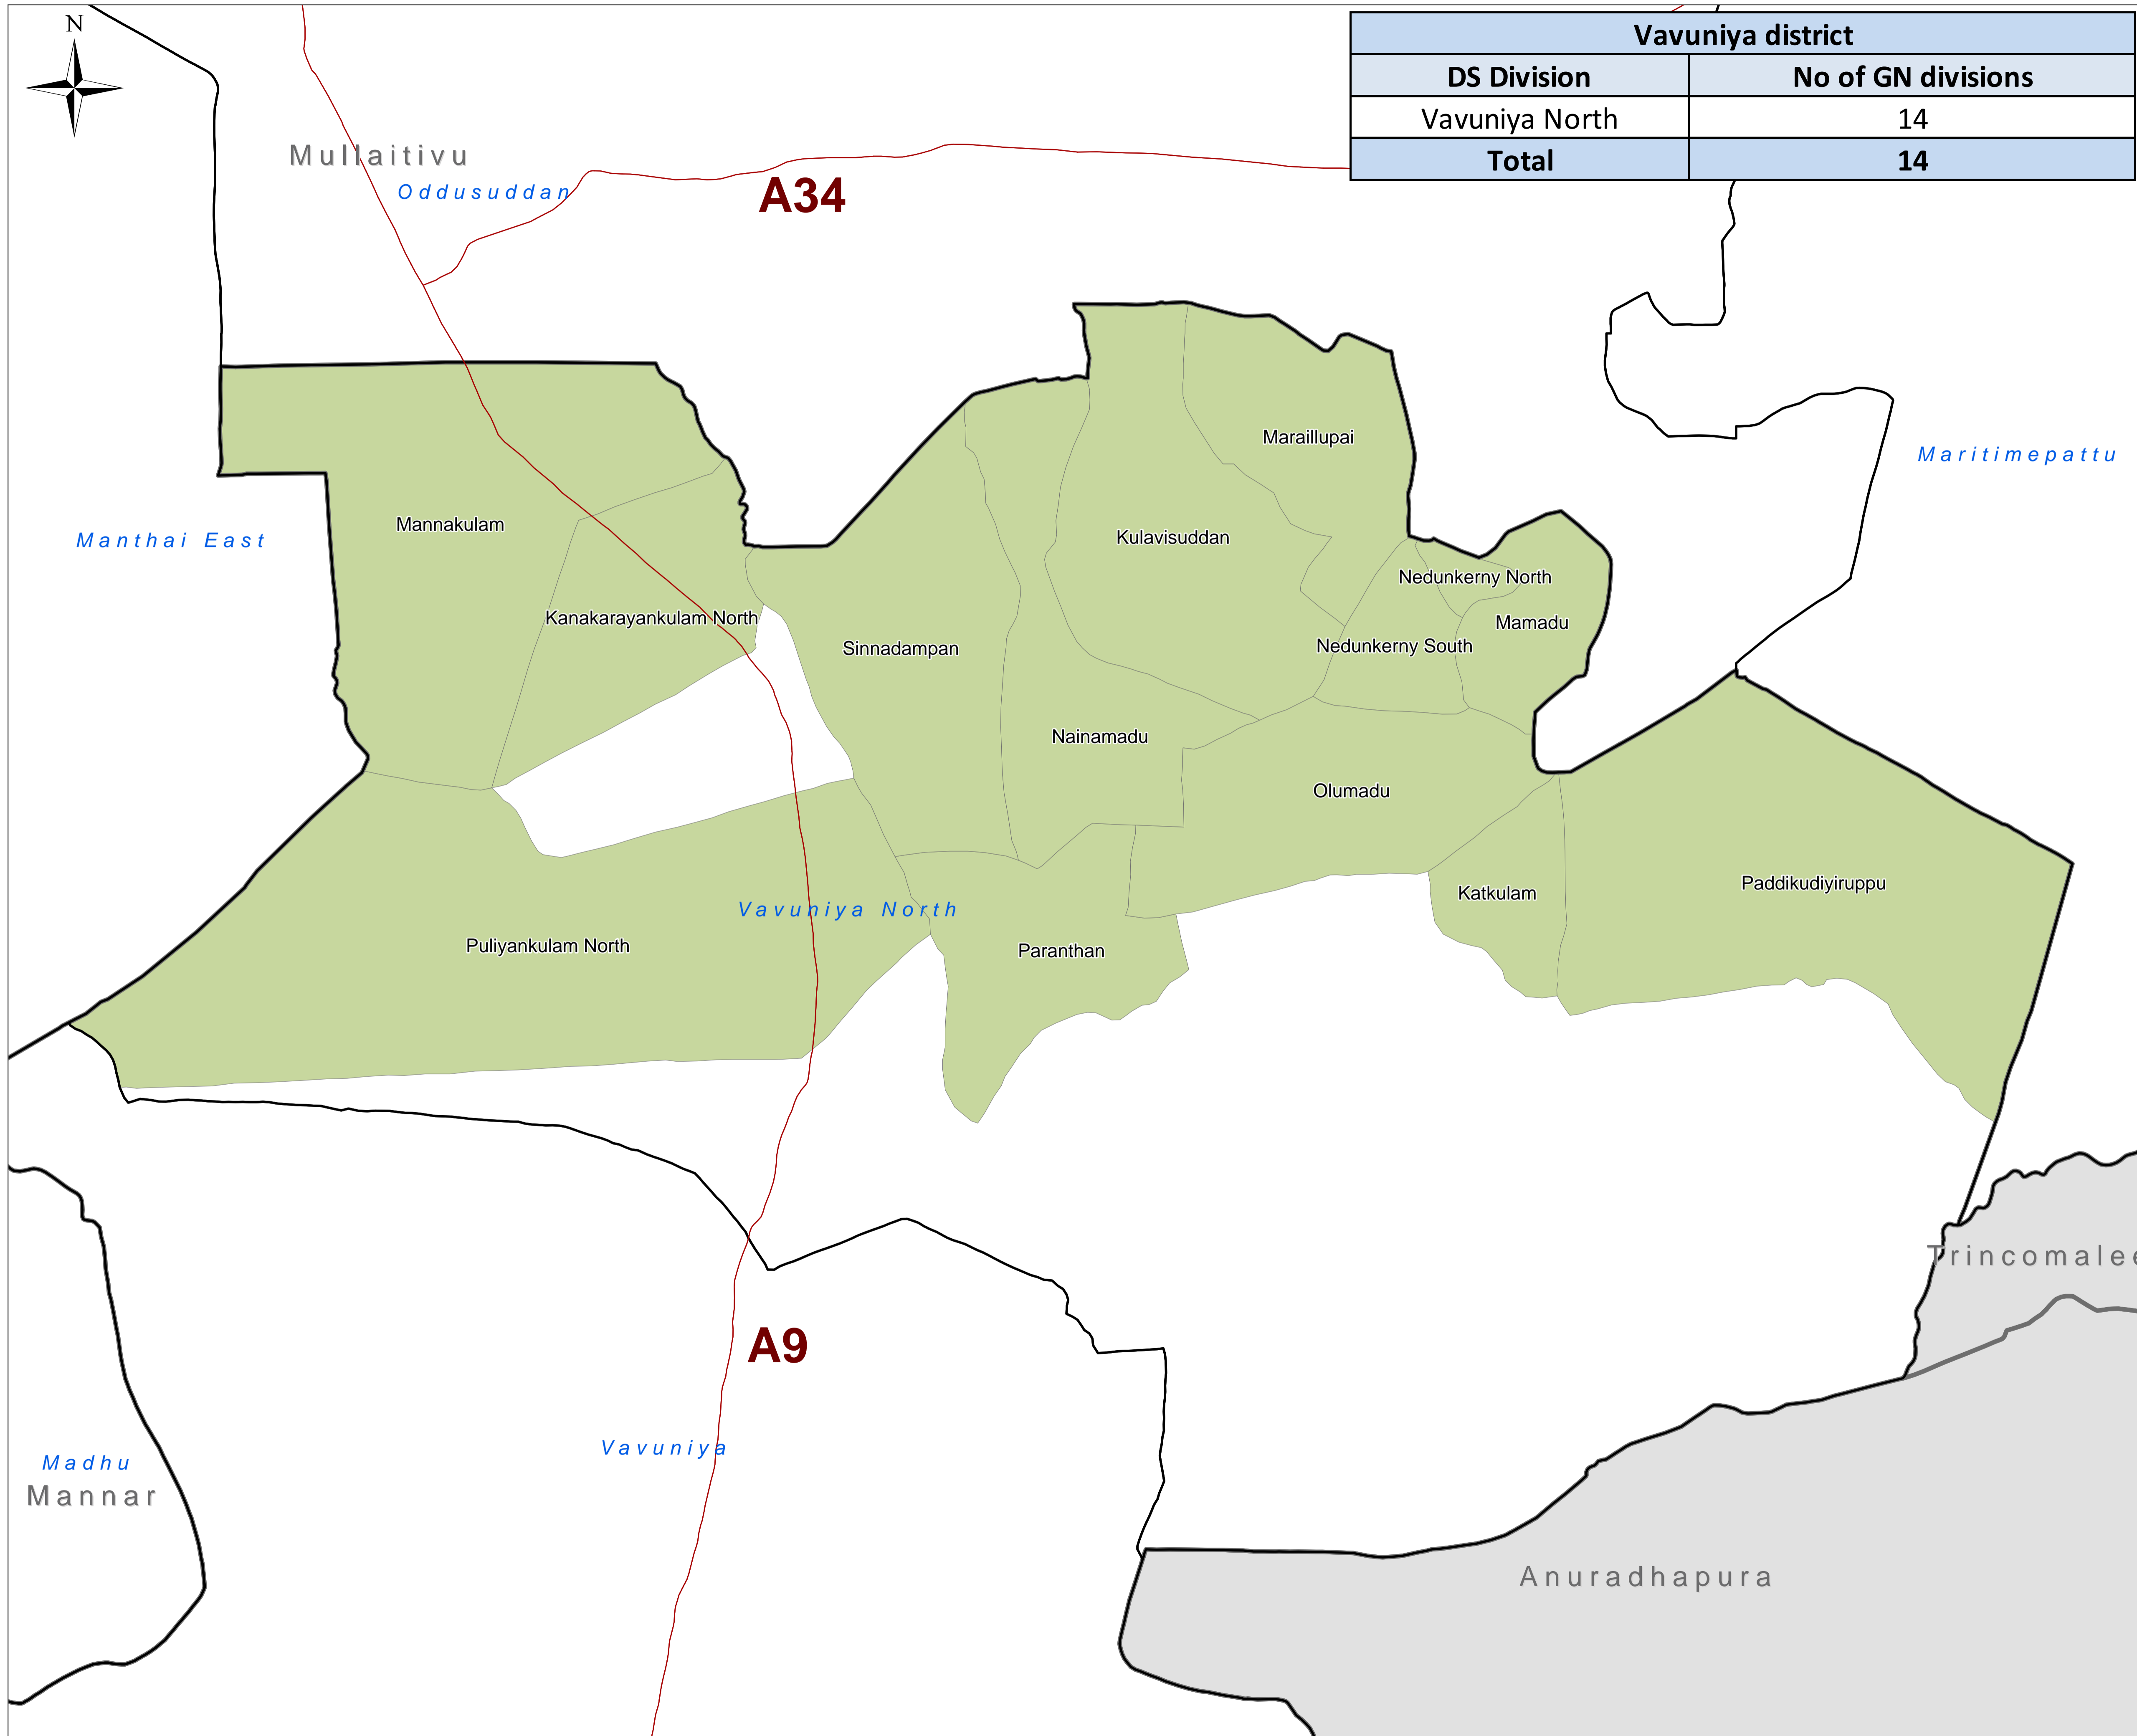 N
Vavuniya district
DS Division No of GN divisions
Vavuniya North 14
Total 14
Mullaitivu
Oddusuddan
A34
Maraillupai
Maritimepattu
Mannakulam
Manthai East
Kulavisuddan
Nedunkerny North
Kanakarayankulam North
Mamadu
Sinnadampan
Nedunkerny South
Nainamadu
Olumadu
Paddikudiyiruppu
Katkulam
Vavuniya North
Puliyankulam North
Paranthan
Trincomalee
A9
Vavuniya
Madhu
Mannar
Anuradhapura